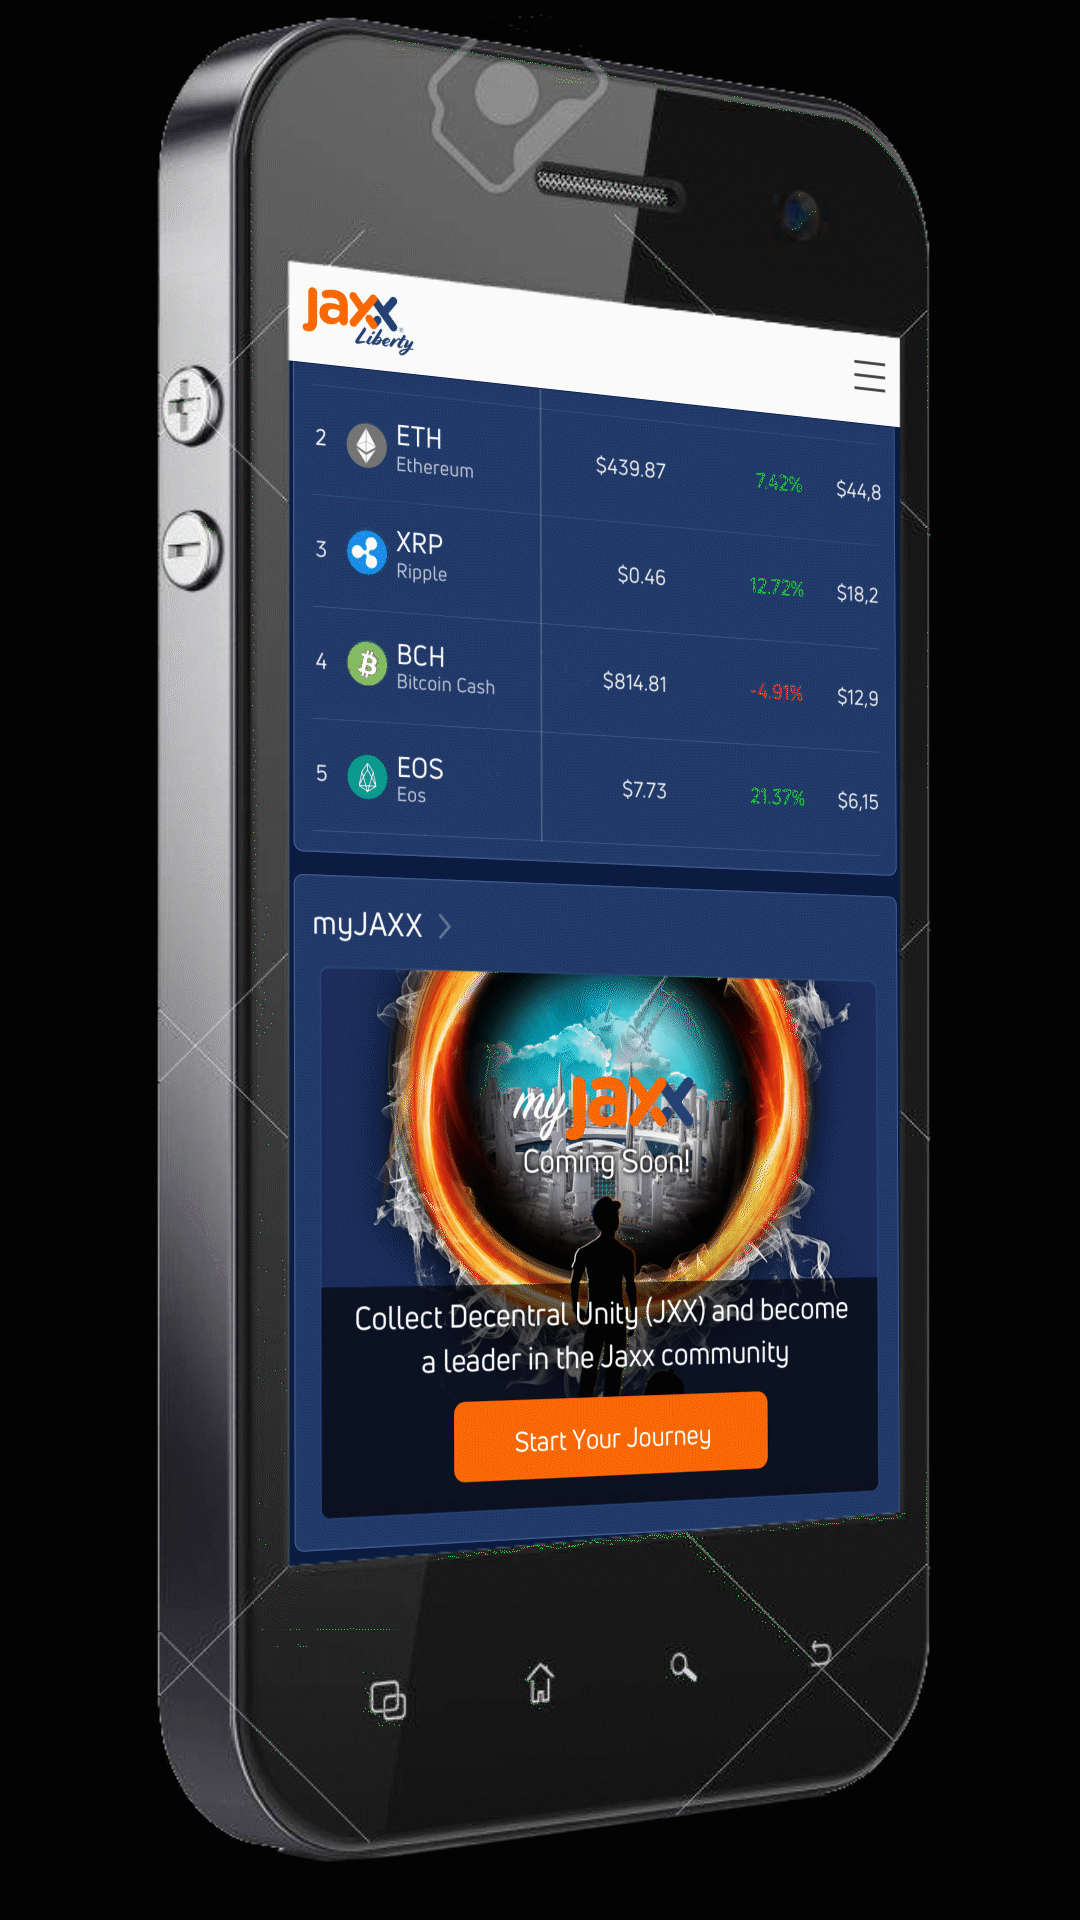 jaxx
Liberty
2 ETH $439.87 7.42% $44,8
Ethereum
3 XRP $0.46 12.72% $18,2
Ripple
4 BCH $814.81 -4.91% $12,9
Bitcoin Cash
5 EOS $7.73 21.37% $6,15
Eos
myJAXX
my jaxx
Coming Soon!
Collect Decentral Unity (JXX) and become
a leader in the Jaxx community
Start Your Journey